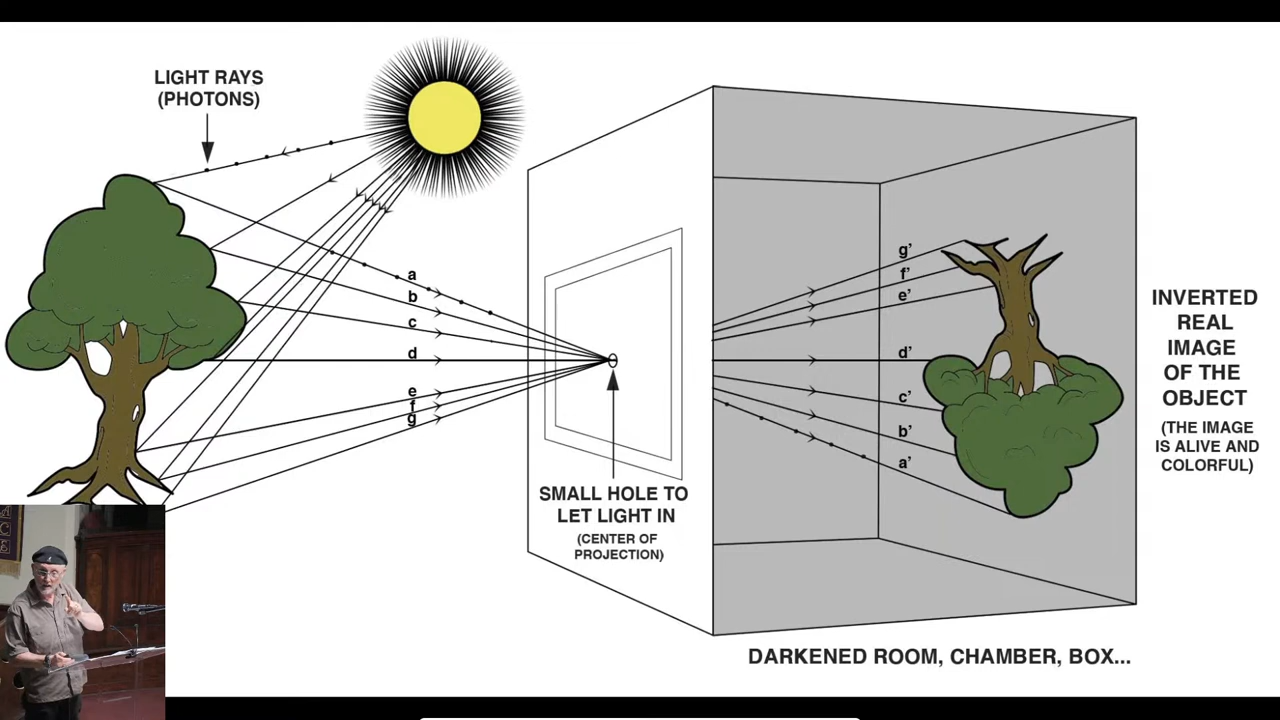 LIGHT RAYS
(PHOTONS)
a
b
c
d
e
f
g
g’
f’
e’
d’
c’
b’
a’
SMALL HOLE TO
LET LIGHT IN
(CENTER OF
PROJECTION)
INVERTED
REAL
IMAGE
OF THE
OBJECT
(THE IMAGE
IS ALIVE AND
COLORFUL)
DARKENED ROOM, CHAMBER, BOX...